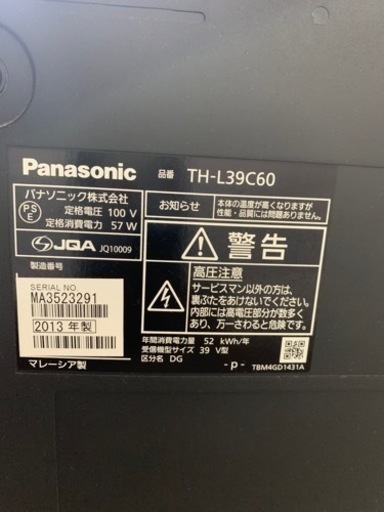 Panasonic
品番 TH-L39C60
パナソニック株式会社
PS
E
定格電圧 100 V
定格消費電力 57 W
お知らせ
本体の温度が高くなりますが
性能・品質には問題ありません。
JQA JQ10009
製造番号
SERIAL NO.
MA3523291
2013 年製
マレーシア製
警告
高圧注意
サービスマン以外の方は、
裏ぶたをあけないでください。
内部には高電圧部分が数多く
あり、万一さわると危険です。
年間消費電力量 52 kWh/年
受信機型サイズ 39 V型
区分名 DG
-p-
TBM4GD1431A